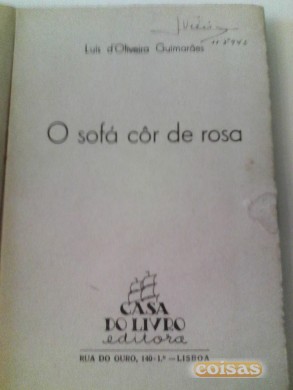 Luís d'Oliveira Guimarães
O sofá côr de rosa
CASA
DO LIVRO
editora
RUA DO OURO, 140-1.º — LISBOA
coisas